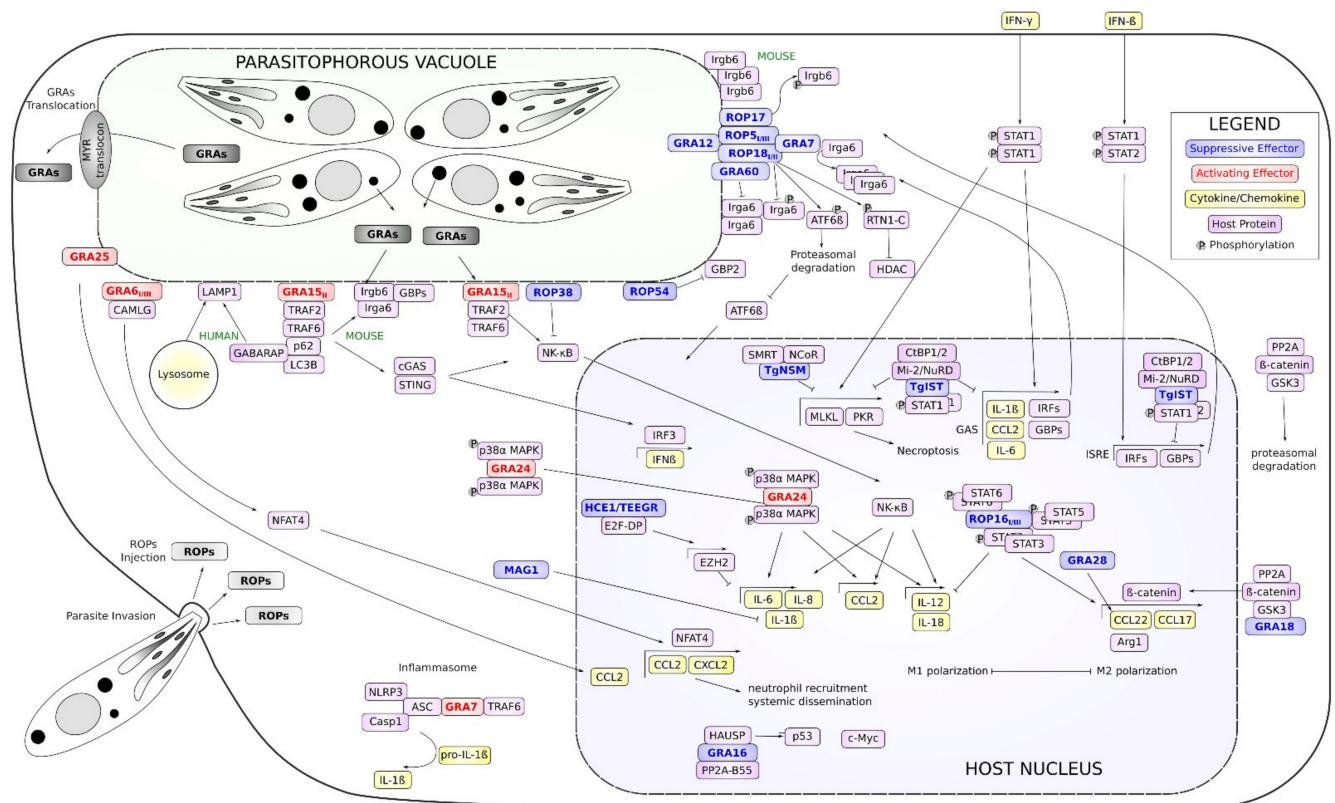 IFN-γ
IFN-ß
PARASITOPHOROUS VACUOLE
GRAs
Translocation
MYR
translocon
GRAs
GRAs
GRAs
GRAs
Irgb6
Irgb6
Irgb6
MOUSE
Irgb6
P
ROP17
GRA12
ROP5I/III
GRA7
ROP18I/II
GRA60
Irga6
Irga6
Irga6
Irga6
Irga6
P
Irga6
P
ATF6ß
P
RTN1-C
Proteasomal
degradation
HDAC
ATF6ß
P
STAT1
P
STAT1
P
STAT1
P
STAT2
LEGEND
Suppressive Effector
Activating Effector
Cytokine/Chemokine
Host Protein
P Phosphorylation
GRA25
GRA6I/III
CAMLG
LAMP1
HUMAN
GABARAP
Lysosome
GRA15II
TRAF2
TRAF6
p62
LC3B
MOUSE
Irgb6
GBPs
Irga6
cGAS
STING
GRA15II
TRAF2
TRAF6
ROP38
NK-κB
ROP54
GBP2
SMRT
NCoR
TgNSM
MLKL
PKR
Necroptosis
CtBP1/2
Mi-2/NuRD
TgIST
P
STAT1
1
GAS
IL-1ß
IRFs
CCL2
GBPs
IL-6
CtBP1/2
Mi-2/NuRD
TgIST
P
STAT1
2
ISRE
IRFs
GBPs
PP2A
ß-catenin
GSK3
proteasomal
degradation
IRF3
IFNß
P
p38α MAPK
GRA24
P
p38α MAPK
P
p38α MAPK
GRA24
P
p38α MAPK
HCE1/TEEGR
E2F-DP
EZH2
NK-κB
P
STAT6
STAT6
ROP16I/III
P
STAT5
STAT5
P
STAT3
STAT3
GRA28
NFAT4
MAG1
IL-6
IL-8
IL-1ß
CCL2
IL-12
IL-18
ß-catenin
CCL22
CCL17
Arg1
PP2A
ß-catenin
GSK3
GRA18
ROPs
Injection
ROPs
ROPs
ROPs
Parasite Invasion
NFAT4
CCL2
CCL2
CXCL2
neutrophil recruitment
systemic dissemination
M1 polarization
M2 polarization
Inflammasome
NLRP3
ASC
GRA7
TRAF6
Casp1
pro-IL-1ß
IL-1ß
HAUSP
p53
c-Myc
GRA16
PP2A-B55
HOST NUCLEUS